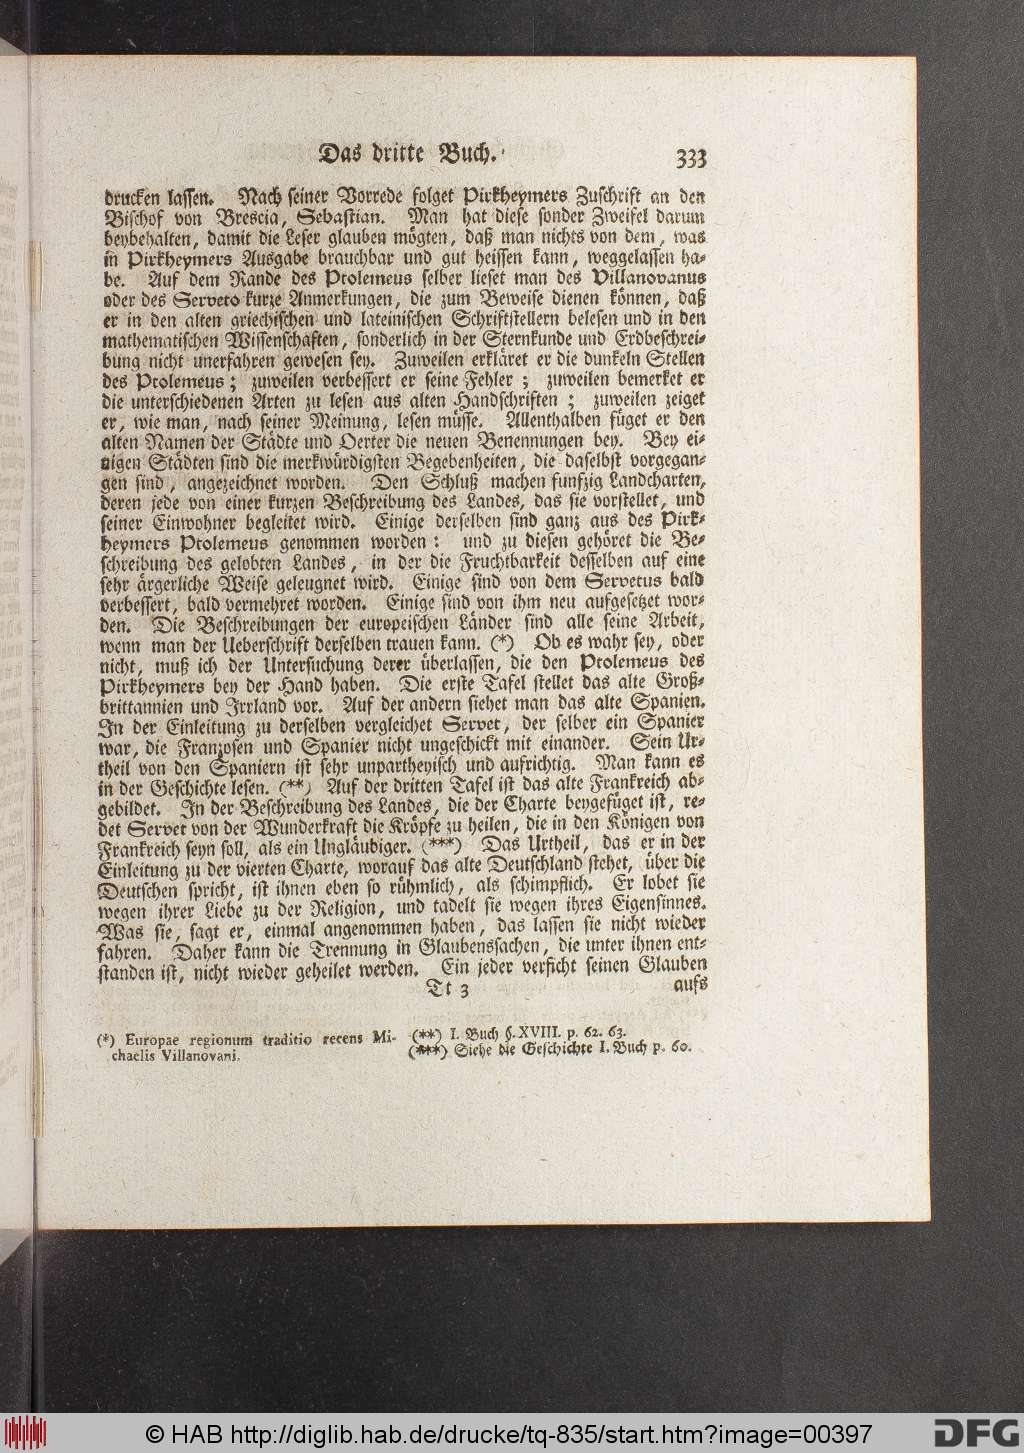 Das dritte Buch. 333
drucken lassen. Nach seiner Vorrede folget Pirkheymers Zuschrift an den
Bischof von Brescia, Sebastian. Man hat diese sonder Zweifel darum
beybehalten, damit die Leser glauben mögten, daß man nichts von dem, was
in Pirkheymers Ausgabe brauchbar und gut heissen kann, weggelassen ha-
be. Auf dem Rande des Ptolemeus selber lieset man des Villanovanus
oder des Serveto kurze Anmerkungen, die zum Beweise dienen können, daß
er in den alten griechischen und lateinischen Schriftstellern belesen und in den
mathematischen Wissenschaften, sonderlich in der Sternkunde und Erdbeschrei-
bung nicht unerfahren gewesen sey. Zuweilen erkläret er die dunkeln Stellen
des Ptolemeus; zuweilen verbessert er seine Fehler; zuweilen bemerket er
die unterschiedenen Arten zu lesen aus alten Handschriften; zuweilen zeiget
er, wie man, nach seiner Meinung, lesen müsse. Allenthalben füget er den
alten Namen der Städte und Oerter die neuen Benennungen bey. Bey ei-
nigen Städten sind die merkwürdigsten Begebenheiten, die daselbst vorgegan-
gen sind, angezeichnet worden. Den Schluß machen funfzig Landcharten,
deren jede von einer kurzen Beschreibung des Landes, das sie vorstellet, und
seiner Einwohner begleitet wird. Einige derselben sind ganz aus des Pirk-
heymers Ptolemeus genommen worden: und zu diesen gehöret die Be-
schreibung des gelobten Landes, in der die Fruchtbarkeit desselben auf eine
sehr ärgerliche Weise geleugnet wird. Einige sind von dem Servetus bald
verbessert, bald vermehret worden. Einige sind von ihm neu aufgesetzet wor-
den. Die Beschreibungen der europeischen Länder sind alle seine Arbeit,
wenn man der Ueberschrift derselben trauen kann. (*) Ob es wahr sey, oder
nicht, muß ich der Untersuchung derer überlassen, die den Ptolemeus des
Pirkheymers bey der Hand haben. Die erste Tafel stellet das alte Groß-
brittannien und Irrland vor. Auf der andern siehet man das alte Spanien.
In der Einleitung zu derselben vergleichet Servet, der selber ein Spanier
war, die Franzosen und Spanier nicht ungeschickt mit einander. Sein Ur-
theil von den Spaniern ist sehr unpartheyisch und aufrichtig. Man kann es
in der Geschichte lesen. (**) Auf der dritten Tafel ist das alte Frankreich ab-
gebildet. In der Beschreibung des Landes, die der Charte beygefüget ist, re-
det Servet von der Wunderkraft die Kröpfe zu heilen, die in den Königen von
Frankreich seyn soll, als ein Ungläubiger. (***) Das Urtheil, das er in der
Einleitung zu der vierten Charte, worauf das alte Deutschland stehet, über die
Deutschen spricht, ist ihnen eben so rühmlich, als schimpflich. Er lobet sie
wegen ihrer Liebe zu der Religion, und tadelt sie wegen ihres Eigensinnes.
Was sie, sagt er, einmal angenommen haben, das lassen sie nicht wieder
fahren. Daher kann die Trennung in Glaubenssachen, die unter ihnen ent-
standen ist, nicht wieder geheilet werden. Ein jeder verficht seinen Glauben
Tt 3 aufs
(*) Europae regionum traditio recens Mi-
chaelis Villanovani.
(**) I. Buch §. XVIII. p. 62. 63.
(***) Siehe die Geschichte I. Buch p. 60.
© HAB http://diglib.hab.de/drucke/tq-835/start.htm?image=00397
DFG